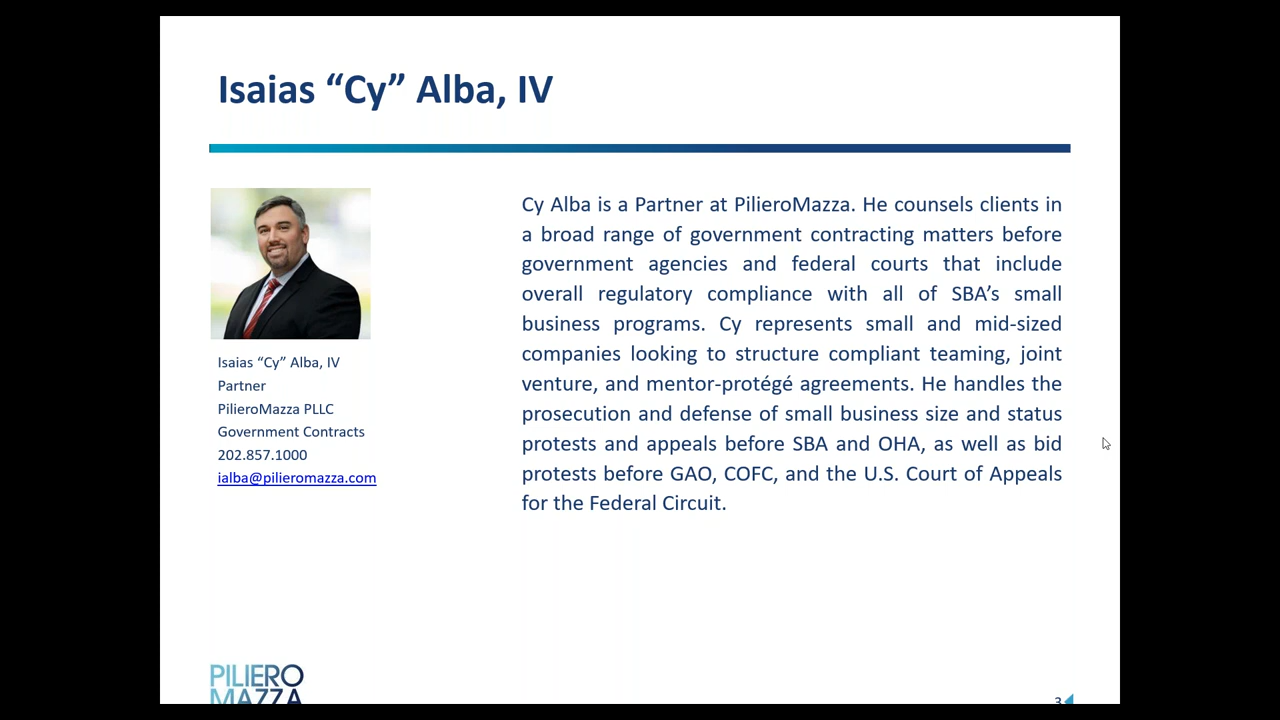 Isaias “Cy” Alba, IV
Isaias “Cy” Alba, IV
Partner
PilieroMazza PLLC
Government Contracts
202.857.1000
ialba@pilieromazza.com
Cy Alba is a Partner at PilieroMazza. He counsels clients in
a broad range of government contracting matters before
government agencies and federal courts that include
overall regulatory compliance with all of SBA’s small
business programs. Cy represents small and mid-sized
companies looking to structure compliant teaming, joint
venture, and mentor-protégé agreements. He handles the
prosecution and defense of small business size and status
protests and appeals before SBA and OHA, as well as bid
protests before GAO, COFC, and the U.S. Court of Appeals
for the Federal Circuit.
PILIERO
MAZZA
3